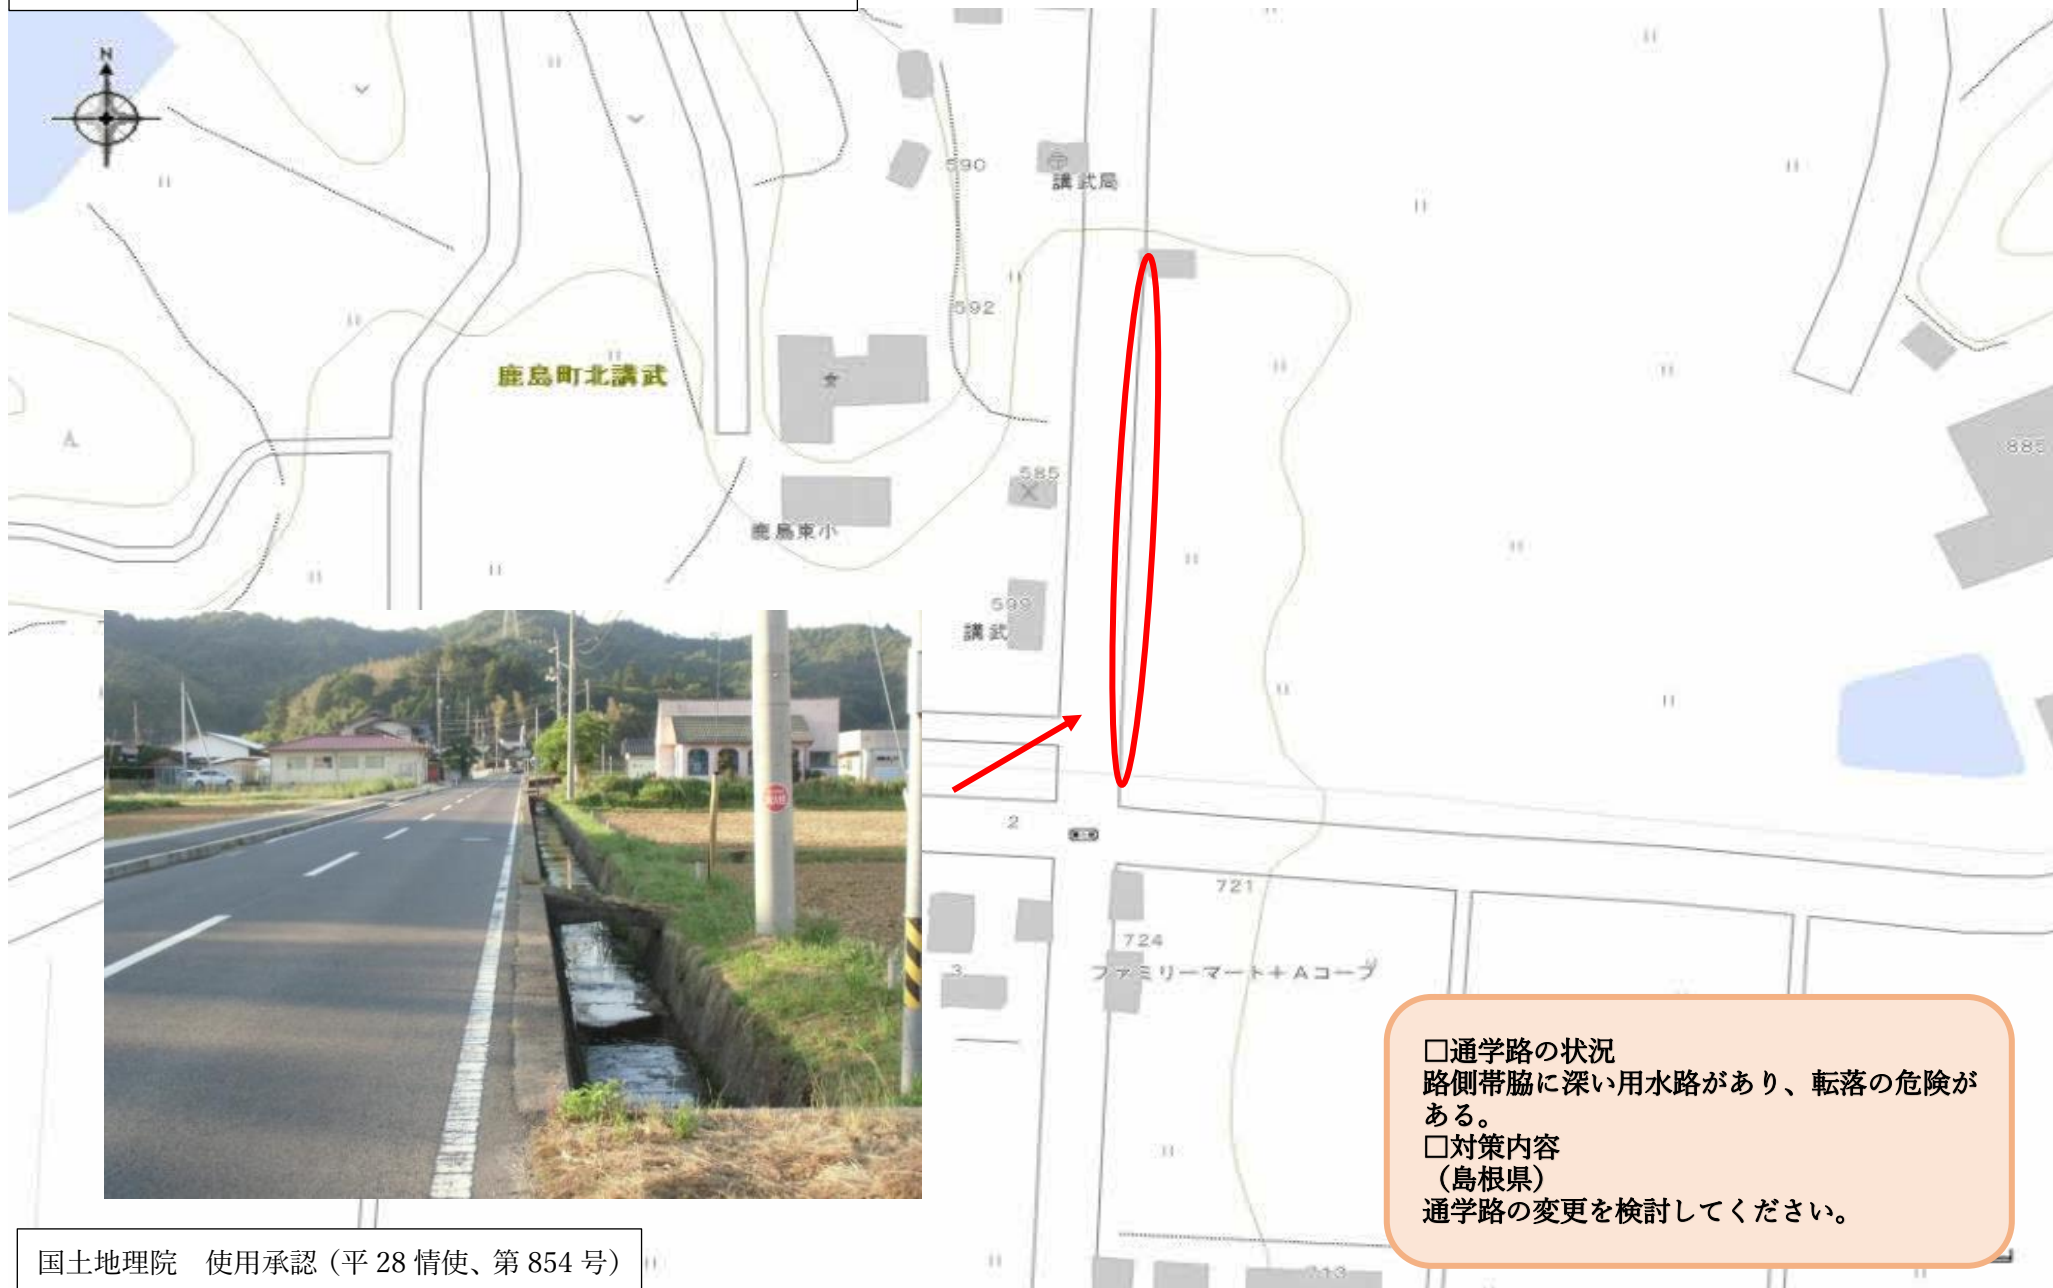 N
590
講武局
592
鹿島町北講武
885
585
鹿島東小
599
講武
2
721
724
3
ファミリーマート+Aコープ
□通学路の状況
路側帯脇に深い用水路があり、転落の危険が
ある。
□対策内容
（島根県）
通学路の変更を検討してください。
国土地理院　使用承認（平 28 情使、第 854 号）
713